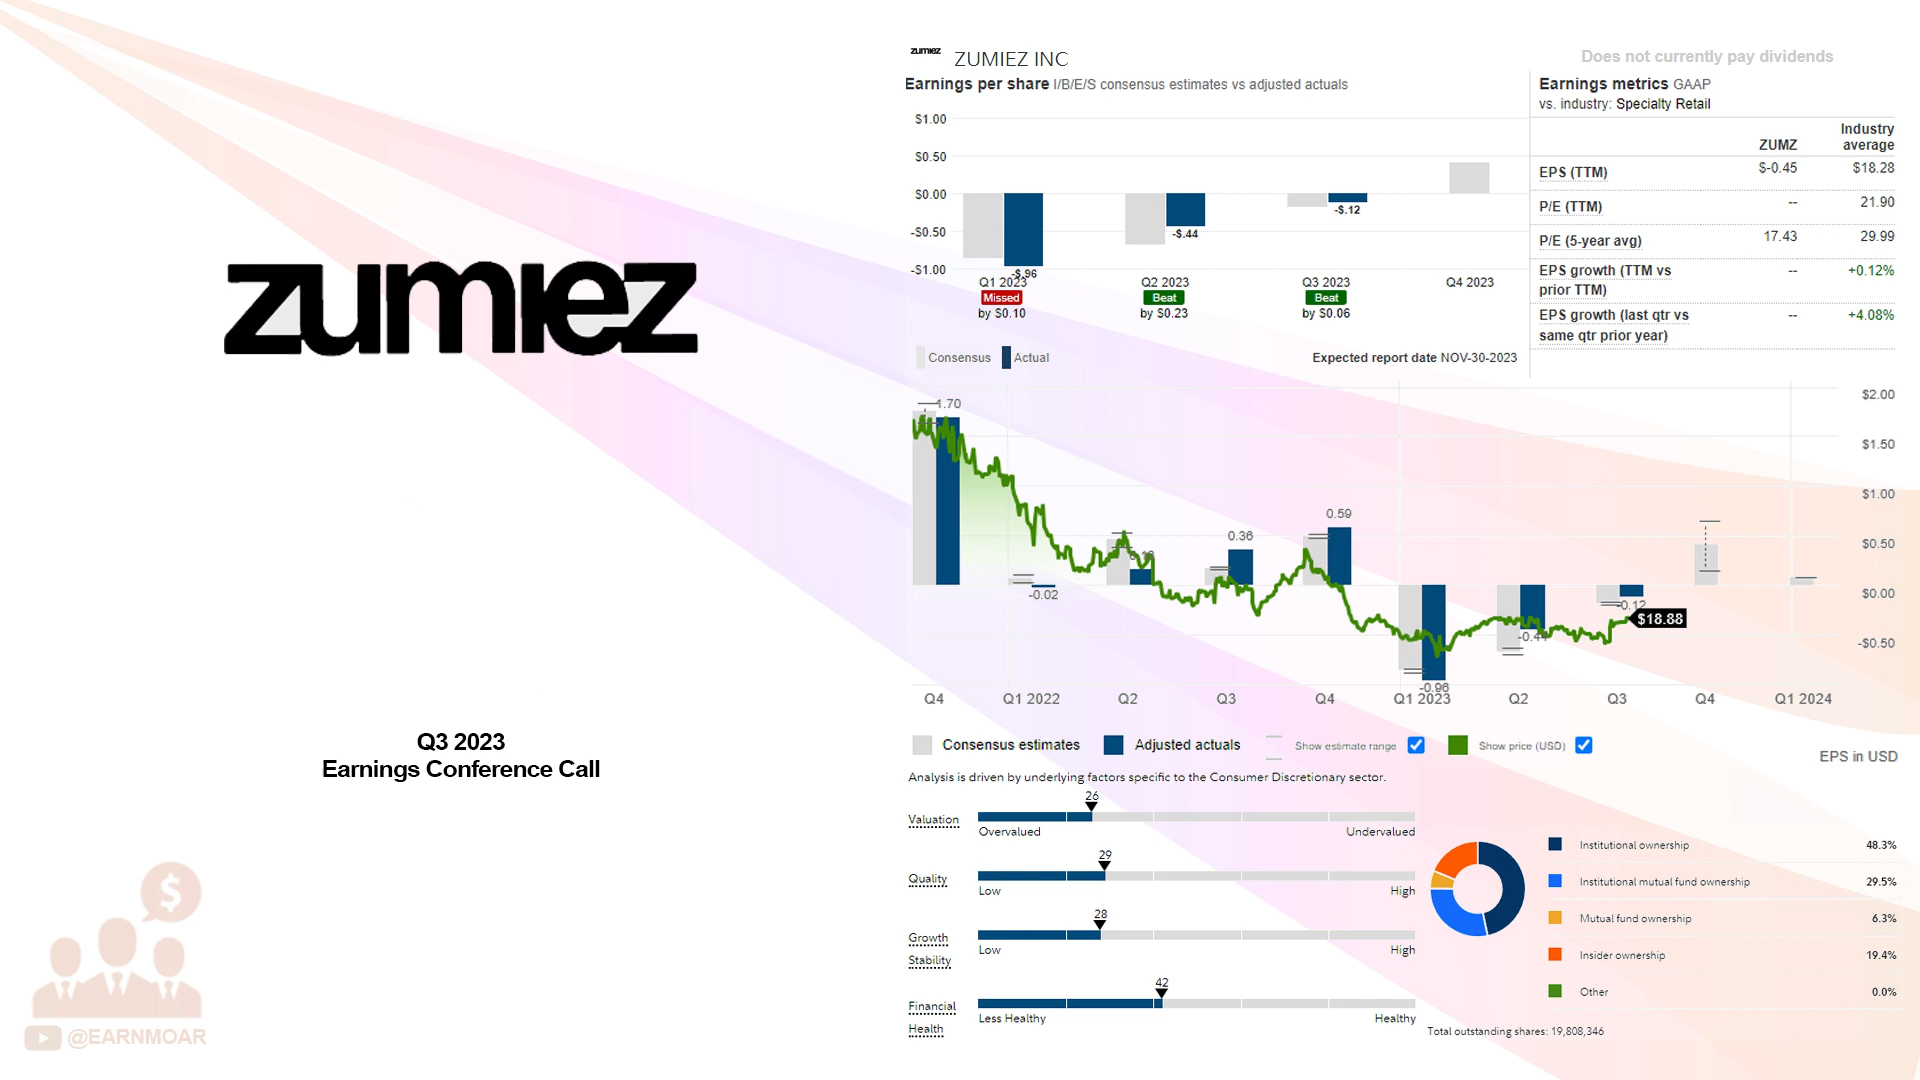 zumiez
Q3 2023
Earnings Conference Call
$
@EARNMOAR
zumiez
ZUMIEZ INC
Does not currently pay dividends
Earnings per share I/B/E/S consensus estimates vs adjusted actuals
$1.00
$0.50
$0.00
-$0.50
-$1.00
-$.96
-$.44
-$.12
Q1 2023
Q2 2023
Q3 2023
Q4 2023
Missed
Beat
Beat
by $0.10
by $0.23
by $0.06
Consensus
Actual
Expected report date NOV-30-2023
Earnings metrics GAAP
vs. industry: Specialty Retail
ZUMZ
Industry
average
EPS (TTM) $-0.45 $18.28
P/E (TTM) -- 21.90
P/E (5-year avg) 17.43 29.99
EPS growth (TTM vs
prior TTM) -- +0.12%
EPS growth (last qtr vs
same qtr prior year) -- +4.08%
$2.00
$1.50
$1.00
$0.50
$0.00
-$0.50
1.70
-0.02
0.16
0.36
0.59
-0.96
-0.44
-0.12
$18.88
Q4
Q1 2022
Q2
Q3
Q4
Q1 2023
Q2
Q3
Q4
Q1 2024
Consensus estimates
Adjusted actuals
Show estimate range
Show price (USD)
EPS in USD
Analysis is driven by underlying factors specific to the Consumer Discretionary sector.
Valuation
26
Overvalued
Undervalued
Quality
29
Low
High
Growth
Stability
28
Low
High
Financial
Health
42
Less Healthy
Healthy
Institutional ownership 48.3%
Institutional mutual fund ownership 29.5%
Mutual fund ownership 6.3%
Insider ownership 19.4%
Other 0.0%
Total outstanding shares: 19,808,346